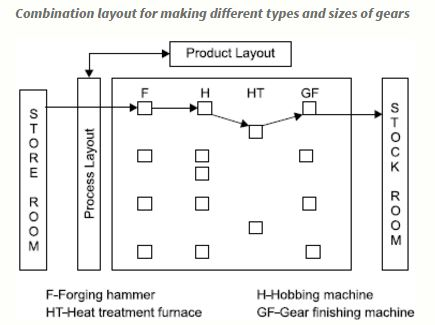 Combination layout for making different types and sizes of gears
Product Layout
F H HT GF
STORE ROOM
Process Layout
STOCK ROOM
F-Forging hammer H-Hobbing machine
HT-Heat treatment furnace GF-Gear finishing machine